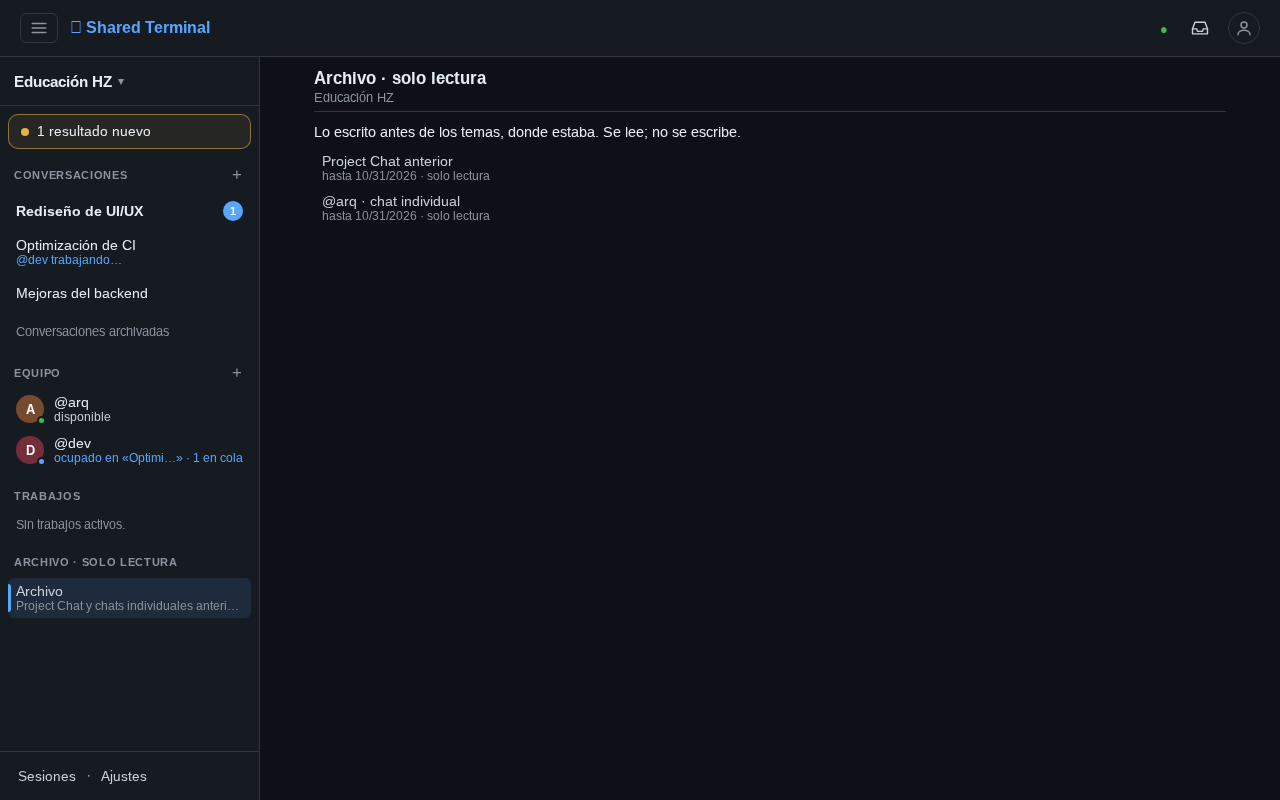 Shared Terminal
Educación HZ ▾
1 resultado nuevo
CONVERSACIONES +
Rediseño de UI/UX 1
Optimización de CI
@dev trabajando…
Mejoras del backend
Conversaciones archivadas
EQUIPO +
A @arq
disponible
D @dev
ocupado en «Optimi…» · 1 en cola
TRABAJOS
Sin trabajos activos.
ARCHIVO · SOLO LECTURA
Archivo
Project Chat y chats individuales anteri…
Sesiones · Ajustes
Archivo · solo lectura
Educación HZ
Lo escrito antes de los temas, donde estaba. Se lee; no se escribe.
Project Chat anterior
hasta 10/31/2026 · solo lectura
@arq · chat individual
hasta 10/31/2026 · solo lectura